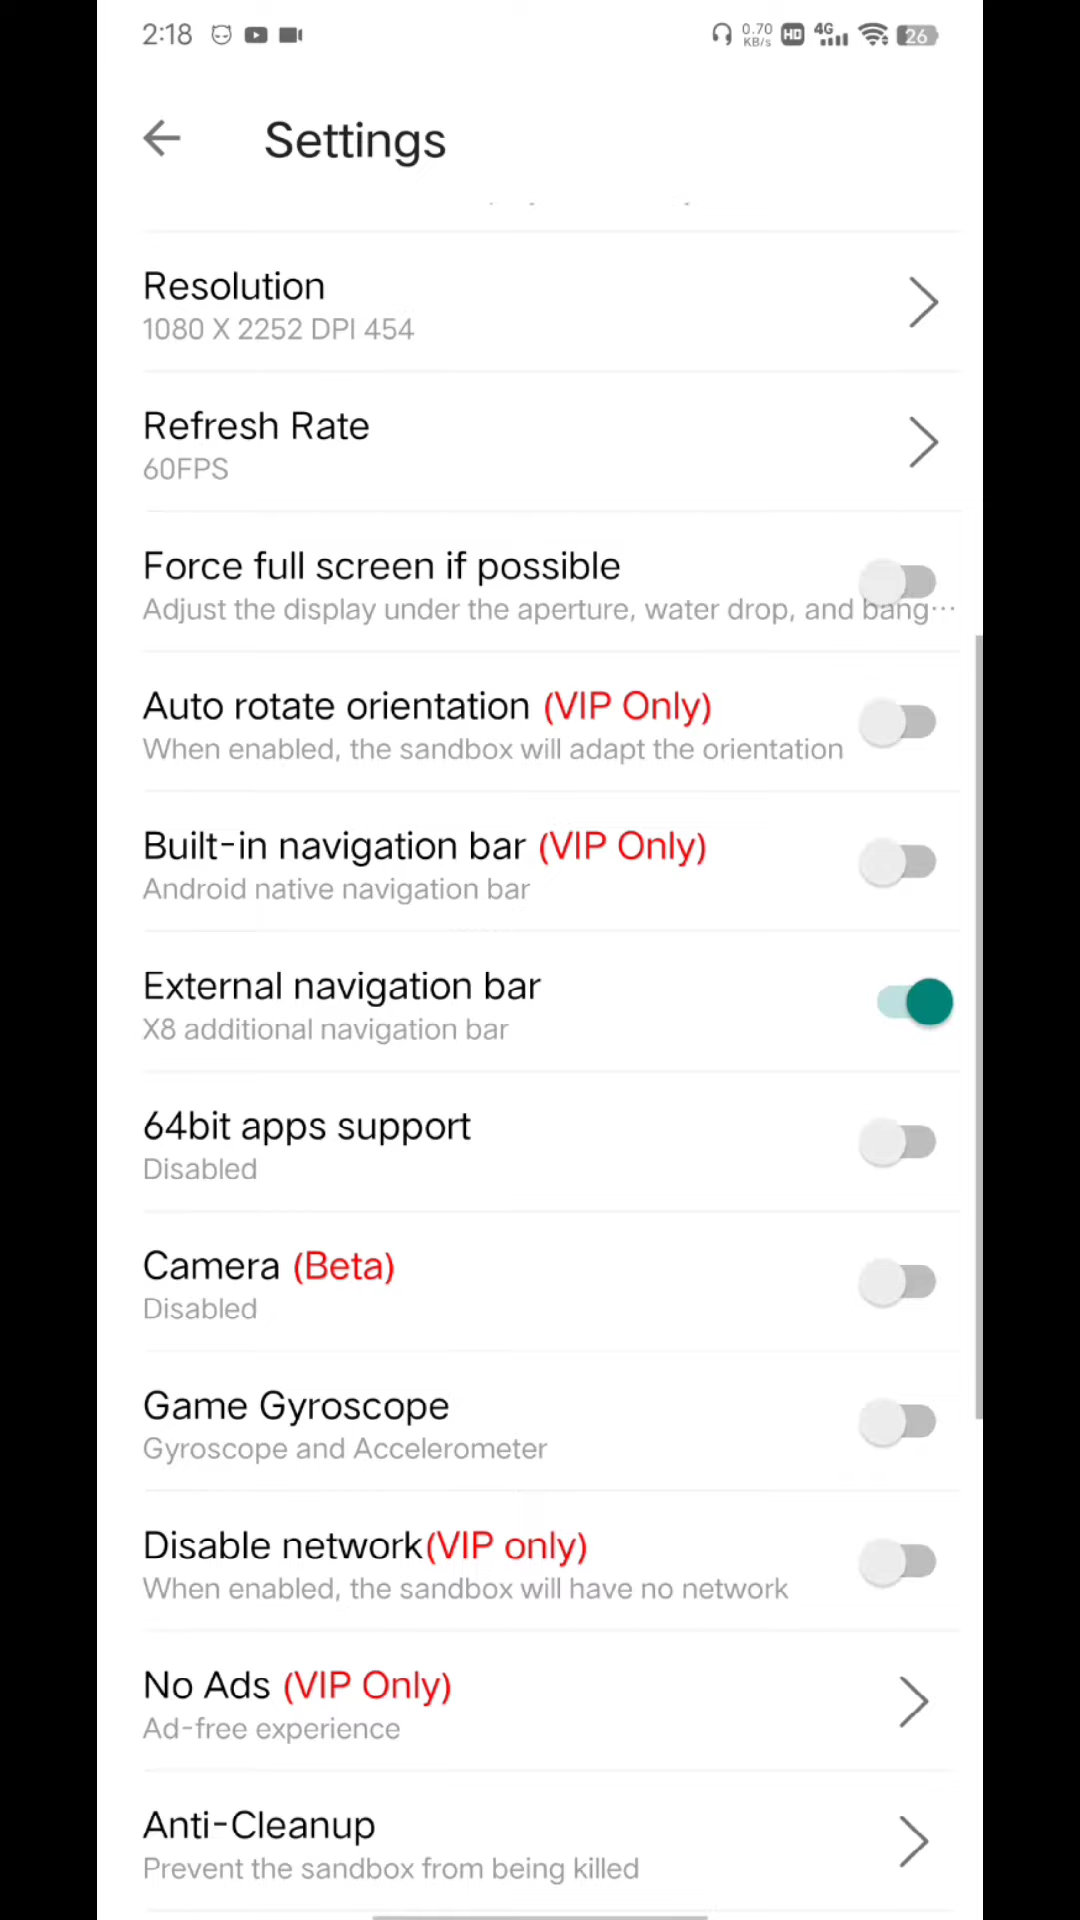 2:18
0.70
KB/s
HD
4G
26
Settings
Resolution
1080 X 2252 DPI 454
Refresh Rate
60FPS
Force full screen if possible
Adjust the display under the aperture, water drop, and bang···
Auto rotate orientation (VIP Only)
When enabled, the sandbox will adapt the orientation
Built-in navigation bar (VIP Only)
Android native navigation bar
External navigation bar
X8 additional navigation bar
64bit apps support
Disabled
Camera (Beta)
Disabled
Game Gyroscope
Gyroscope and Accelerometer
Disable network(VIP only)
When enabled, the sandbox will have no network
No Ads (VIP Only)
Ad-free experience
Anti-Cleanup
Prevent the sandbox from being killed